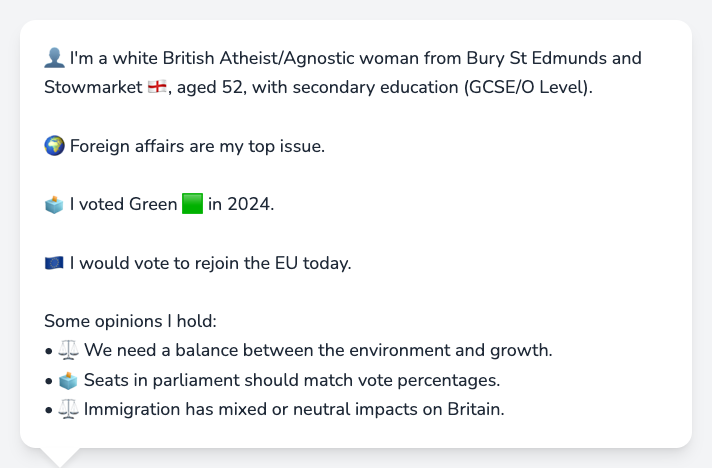 👤 I'm a white British Atheist/Agnostic woman from Bury St Edmunds and
Stowmarket 🏴󠁧󠁢󠁥󠁮󠁧󠁿, aged 52, with secondary education (GCSE/O Level).
🌍 Foreign affairs are my top issue.
🗳️ I voted Green 🟩 in 2024.
🇪🇺 I would vote to rejoin the EU today.
Some opinions I hold:
• ⚖️ We need a balance between the environment and growth.
• 🗳️ Seats in parliament should match vote percentages.
• ⚖️ Immigration has mixed or neutral impacts on Britain.